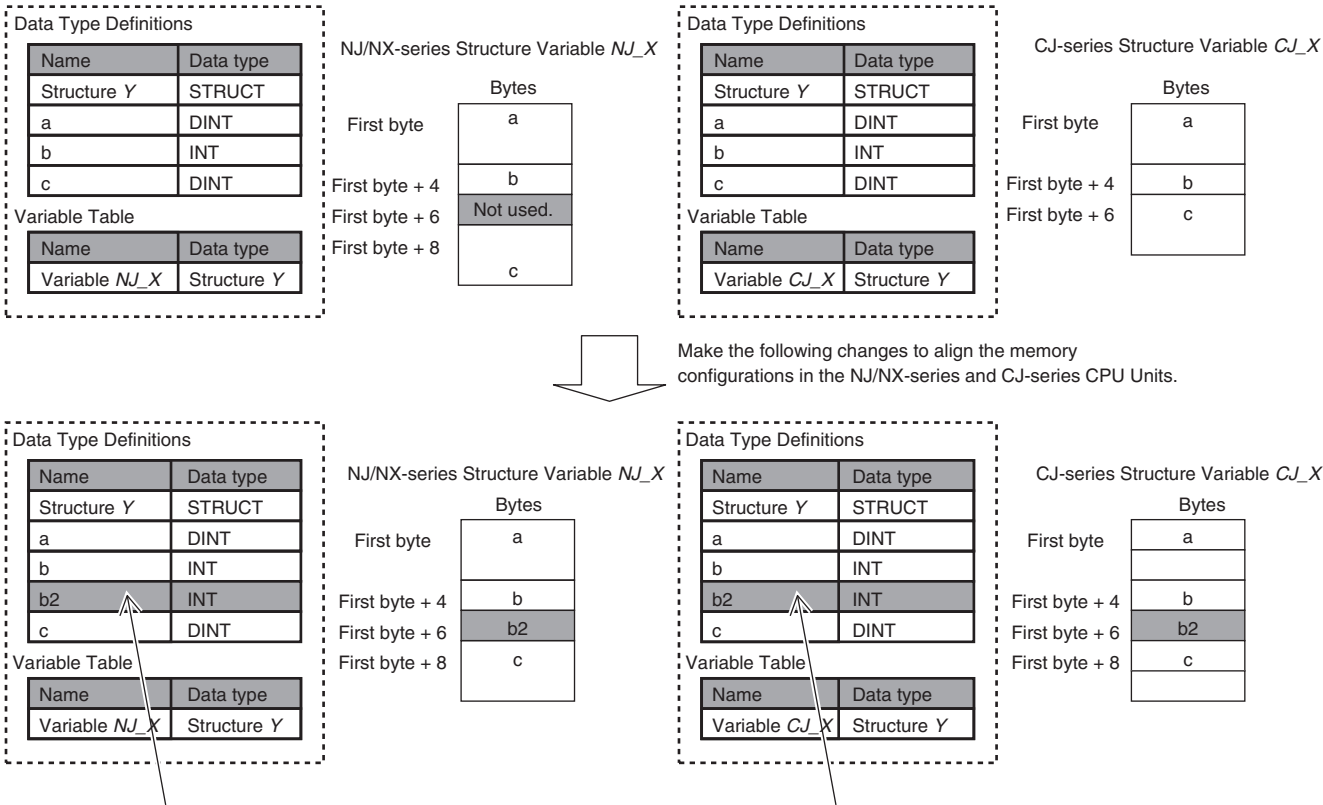 Data Type Definitions
Name Data type
Structure Y STRUCT
a DINT
b INT
c DINT
Variable Table
Name Data type
Variable NJ_X Structure Y
NJ/NX-series Structure Variable NJ_X
Bytes
First byte a
First byte + 4 b
First byte + 6 Not used.
First byte + 8
c
Data Type Definitions
Name Data type
Structure Y STRUCT
a DINT
b INT
c DINT
Variable Table
Name Data type
Variable CJ_X Structure Y
CJ-series Structure Variable CJ_X
Bytes
First byte a
First byte + 4 b
First byte + 6 c
Make the following changes to align the memory
configurations in the NJ/NX-series and CJ-series CPU Units.
Data Type Definitions
Name Data type
Structure Y STRUCT
a DINT
b INT
b2 INT
c DINT
Variable Table
Name Data type
Variable NJ_X Structure Y
NJ/NX-series Structure Variable NJ_X
Bytes
First byte a
First byte + 4 b
First byte + 6 b2
First byte + 8 c
Data Type Definitions
Name Data type
Structure Y STRUCT
a DINT
b INT
b2 INT
c DINT
Variable Table
Name Data type
Variable CJ_X Structure Y
CJ-series Structure Variable CJ_X
Bytes
First byte a
First byte + 4 b
First byte + 6 b2
First byte + 8 c